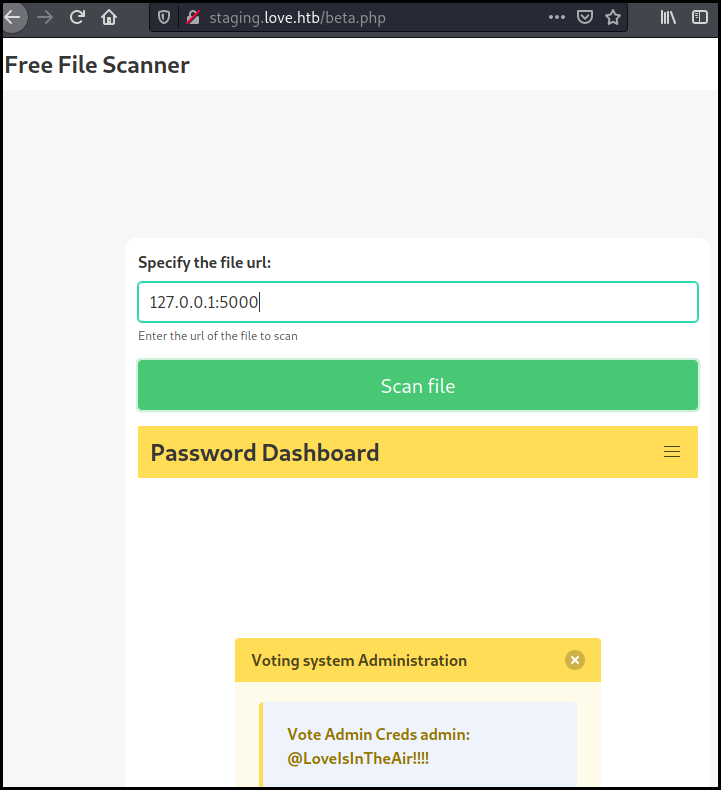 staging.love.htb/beta.php
Free File Scanner
Specify the file url:
127.0.0.1:5000
Enter the url of the file to scan
Scan file
Password Dashboard
Voting system Administration
Vote Admin Creds admin:
@LoveIsInTheAir!!!!